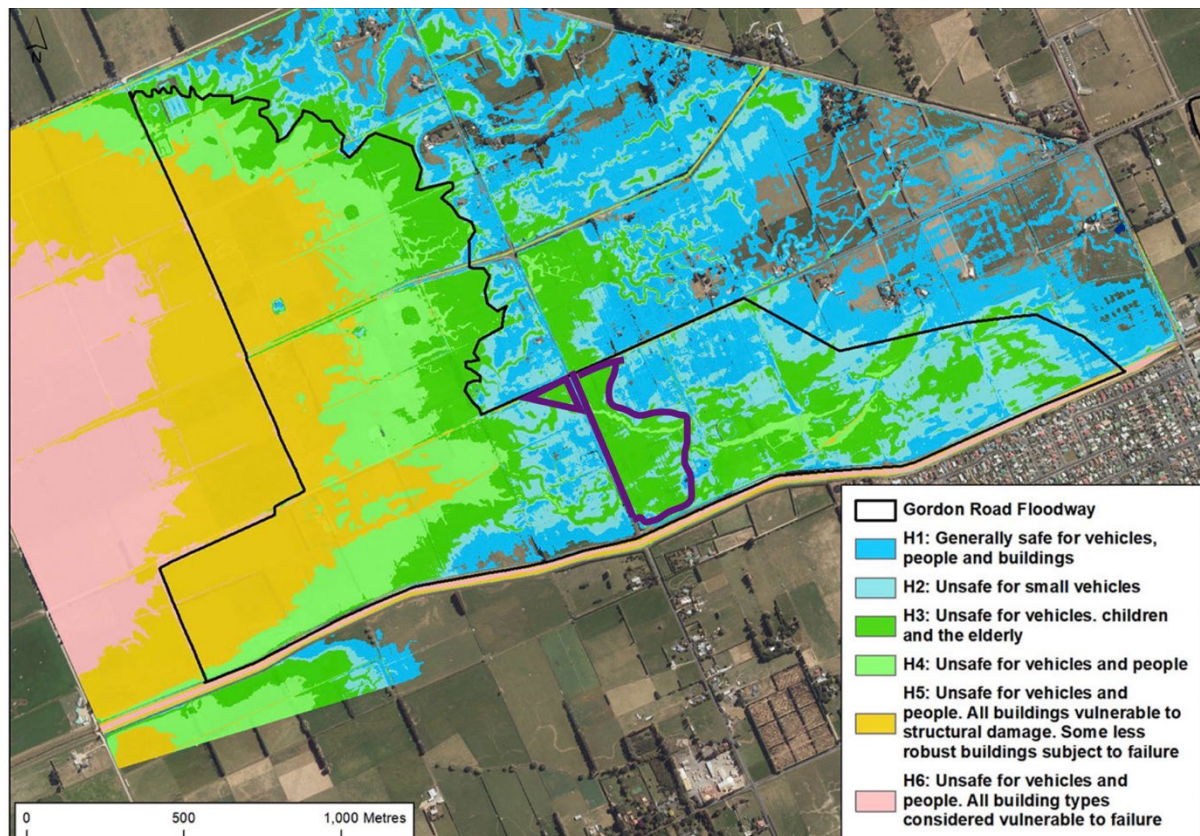 N
Gordon Road Floodway
H1: Generally safe for vehicles,
people and buildings
H2: Unsafe for small vehicles
H3: Unsafe for vehicles. children
and the elderly
H4: Unsafe for vehicles and people
H5: Unsafe for vehicles and
people. All buildings vulnerable to
structural damage. Some less
robust buildings subject to failure
H6: Unsafe for vehicles and
people. All building types
considered vulnerable to failure
0 500 1,000 Metres